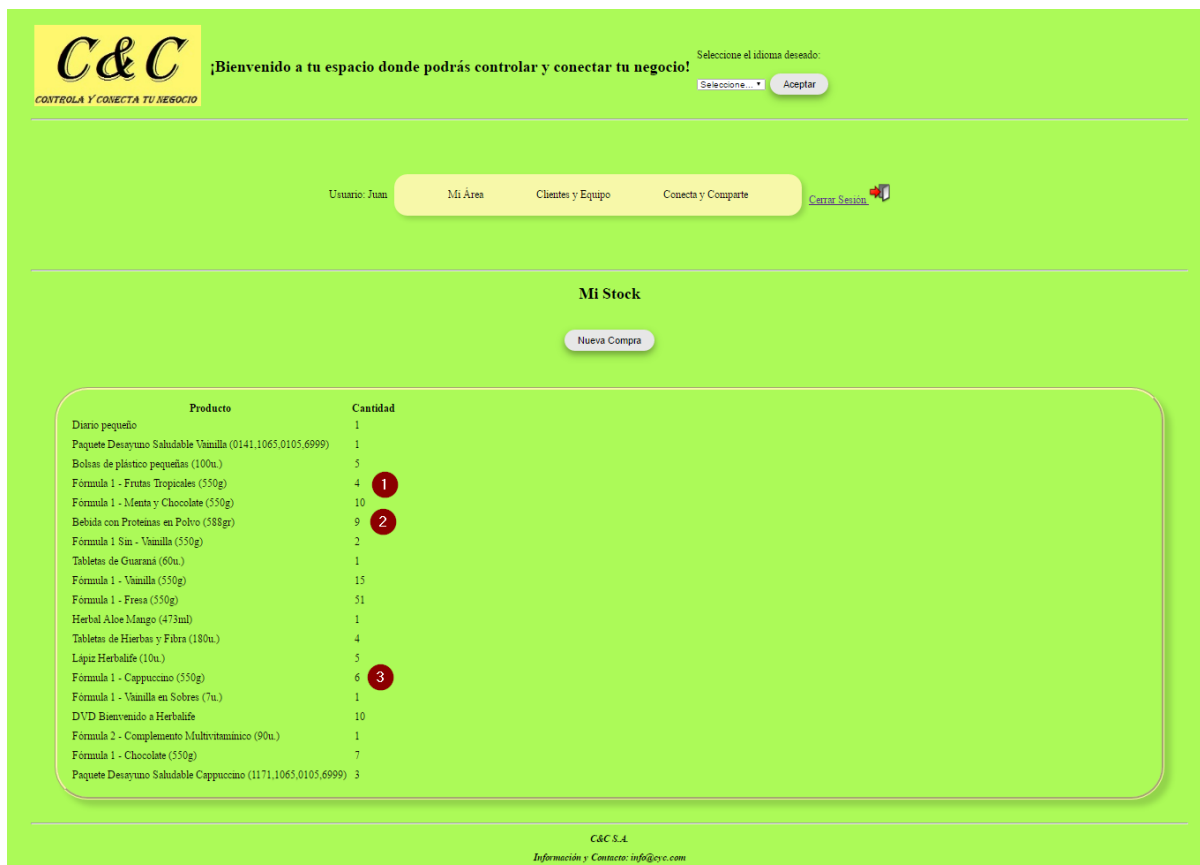 C&C
CONTROLA Y CONECTA TU NEGOCIO
¡Bienvenido a tu espacio donde podrás controlar y conectar tu negocio!
Seleccione el idioma deseado:
Seleccione... Aceptar
Usuario: Juan Mi Área Clientes y Equipo Conecta y Comparte Cerrar Sesión
Mi Stock
Nueva Compra
Producto Cantidad
Diario pequeño 1
Paquete Desayuno Saludable Vainilla (0141,1065,0105,6999) 1
Bolsas de plástico pequeñas (100u.) 5
Fórmula 1 - Frutas Tropicales (550g) 4 1
Fórmula 1 - Menta y Chocolate (550g) 10
Bebida con Proteínas en Polvo (588gr) 9 2
Fórmula 1 Sin - Vainilla (550g) 2
Tabletas de Guaraná (60u.) 1
Fórmula 1 - Vainilla (550g) 15
Fórmula 1 - Fresa (550g) 51
Herbal Aloe Mango (473ml) 1
Tabletas de Hierbas y Fibra (180u.) 4
Lápiz Herbalife (10u.) 5
Fórmula 1 - Cappuccino (550g) 6 3
Fórmula 1 - Vainilla en Sobres (7u.) 1
DVD Bienvenido a Herbalife 10
Fórmula 2 - Complemento Multivitamínico (90u.) 1
Fórmula 1 - Chocolate (550g) 7
Paquete Desayuno Saludable Cappuccino (1171,1065,0105,6999) 3
C&C S.A.
Información y Contacto: info@cyc.com